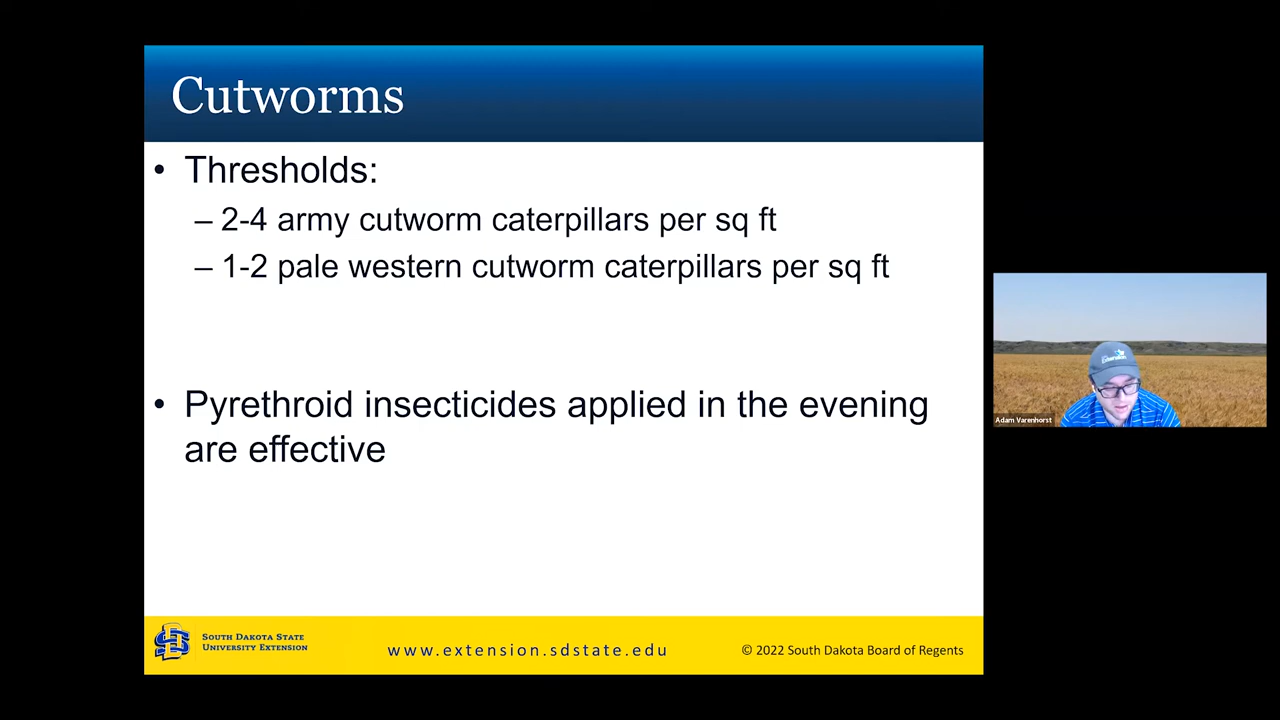 Cutworms
• Thresholds:
– 2-4 army cutworm caterpillars per sq ft
– 1-2 pale western cutworm caterpillars per sq ft
• Pyrethroid insecticides applied in the evening
are effective
Extension
Adam Varenhorst
SOUTH DAKOTA STATE
UNIVERSITY EXTENSION
www.extension.sdstate.edu
© 2022 South Dakota Board of Regents